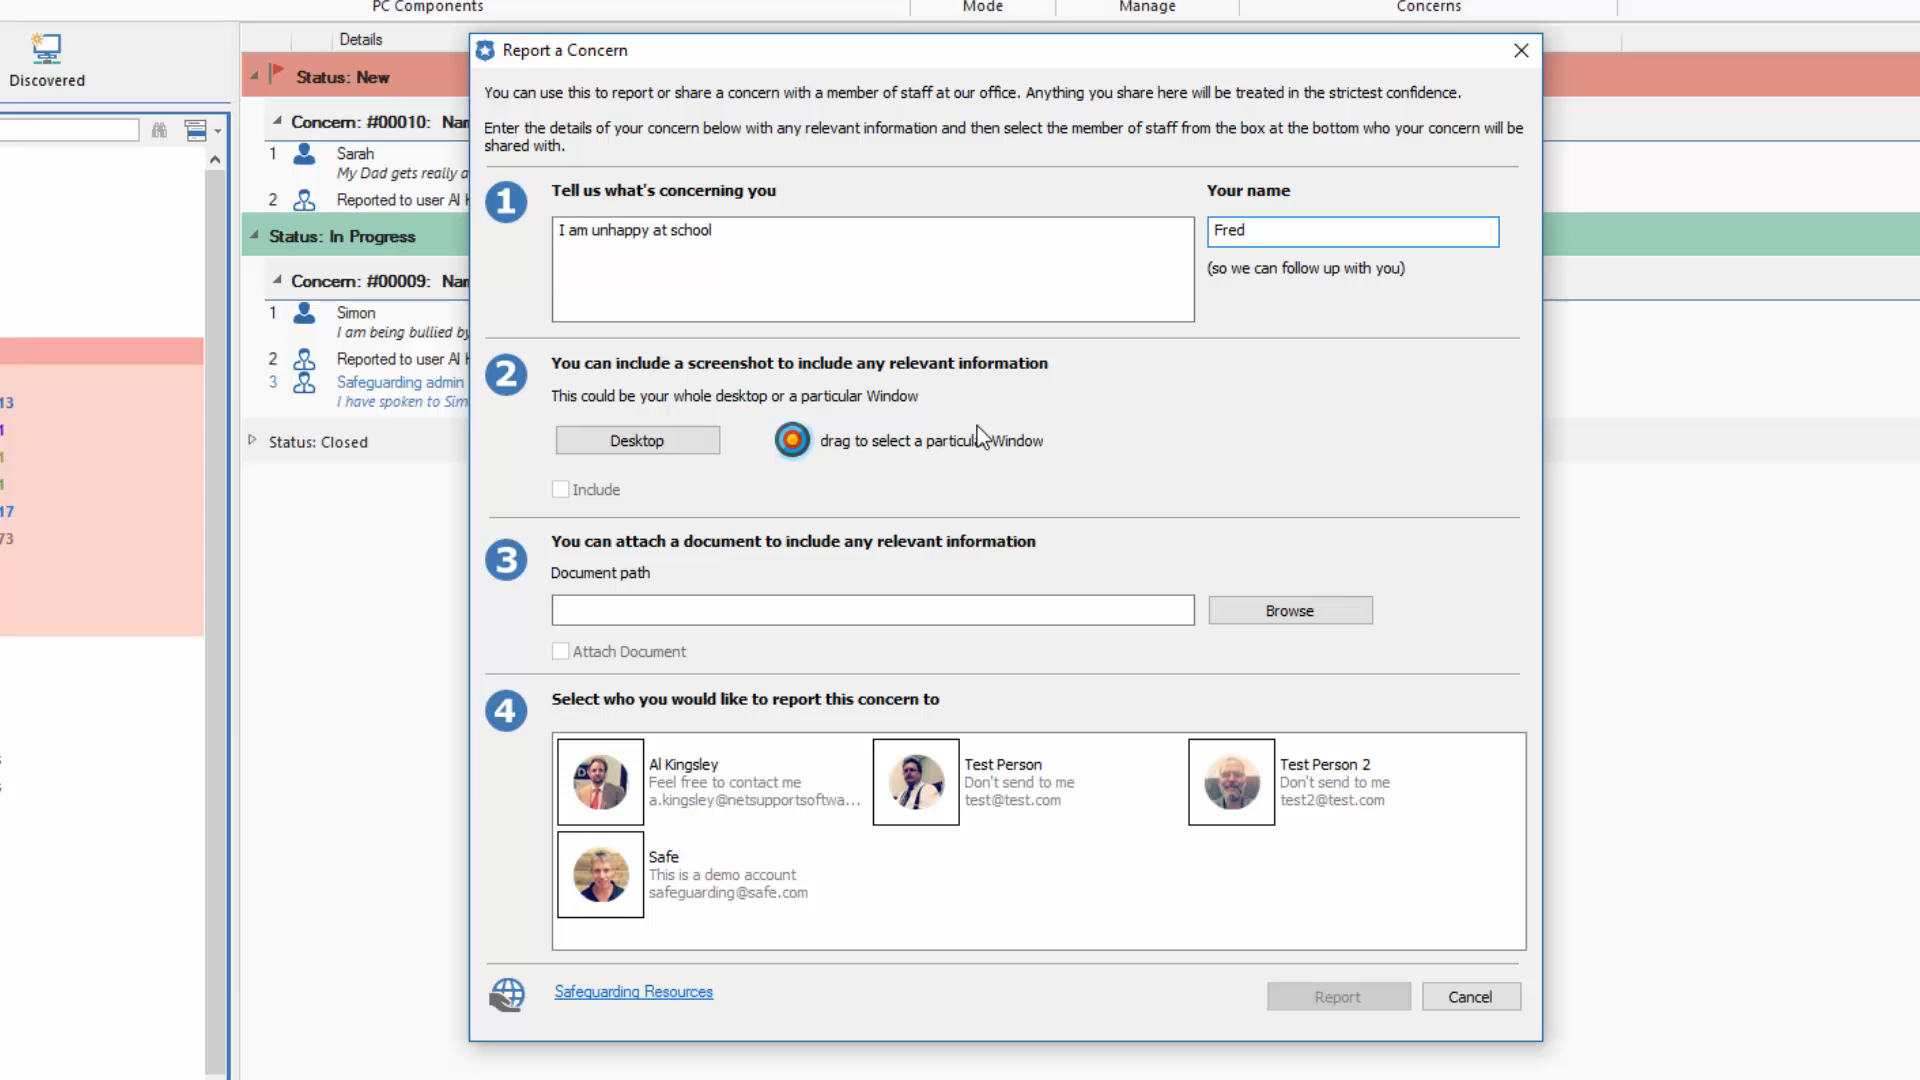 PC Components
Mode
Manage
Concerns
Discovered
Details
Status: New
Concern: #00010:
1 Sarah
My Dad gets really a
2 Reported to user Al
Status: In Progress
Concern: #00009:
1 Simon
I am being bullied by
2 Reported to user Al
3 Safeguarding admin
I have spoken to Sim
Status: Closed
13
1
1
1
17
73
Report a Concern
You can use this to report or share a concern with a member of staff at our office. Anything you share here will be treated in the strictest confidence.
Enter the details of your concern below with any relevant information and then select the member of staff from the box at the bottom who your concern will be
shared with.
1
Tell us what's concerning you
Your name
I am unhappy at school
Fred
(so we can follow up with you)
2
You can include a screenshot to include any relevant information
This could be your whole desktop or a particular Window
Desktop
drag to select a particular Window
Include
3
You can attach a document to include any relevant information
Document path
Browse
Attach Document
4
Select who you would like to report this concern to
Al Kingsley
Feel free to contact me
a.kingsley@netsupportsoftwa...
Test Person
Don't send to me
test@test.com
Test Person 2
Don't send to me
test2@test.com
Safe
This is a demo account
safeguarding@safe.com
Safeguarding Resources
Report
Cancel